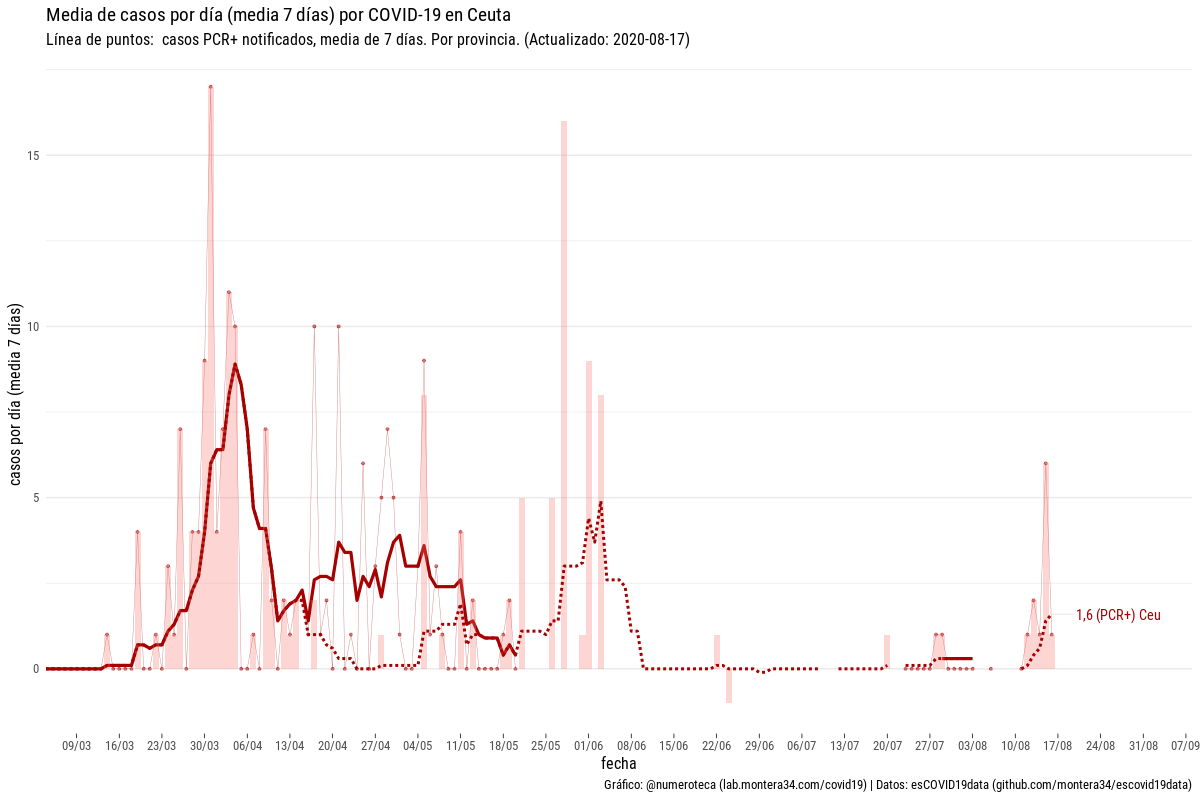 Media de casos por día (media 7 días) por COVID-19 en Ceuta
Línea de puntos:  casos PCR+ notificados, media de 7 días. Por provincia. (Actualizado: 2020-08-17)
casos por día (media 7 días)
15
10
5
0
1,6 (PCR+) Ceu
09/03 16/03 23/03 30/03 06/04 13/04 20/04 27/04 04/05 11/05 18/05 25/05 01/06 08/06 15/06 22/06 29/06 06/07 13/07 20/07 27/07 03/08 10/08 17/08 24/08 31/08 07/09
fecha
Gráfico: @numeroteca (lab.montera34.com/covid19) | Datos: esCOVID19data (github.com/montera34/escovid19data)